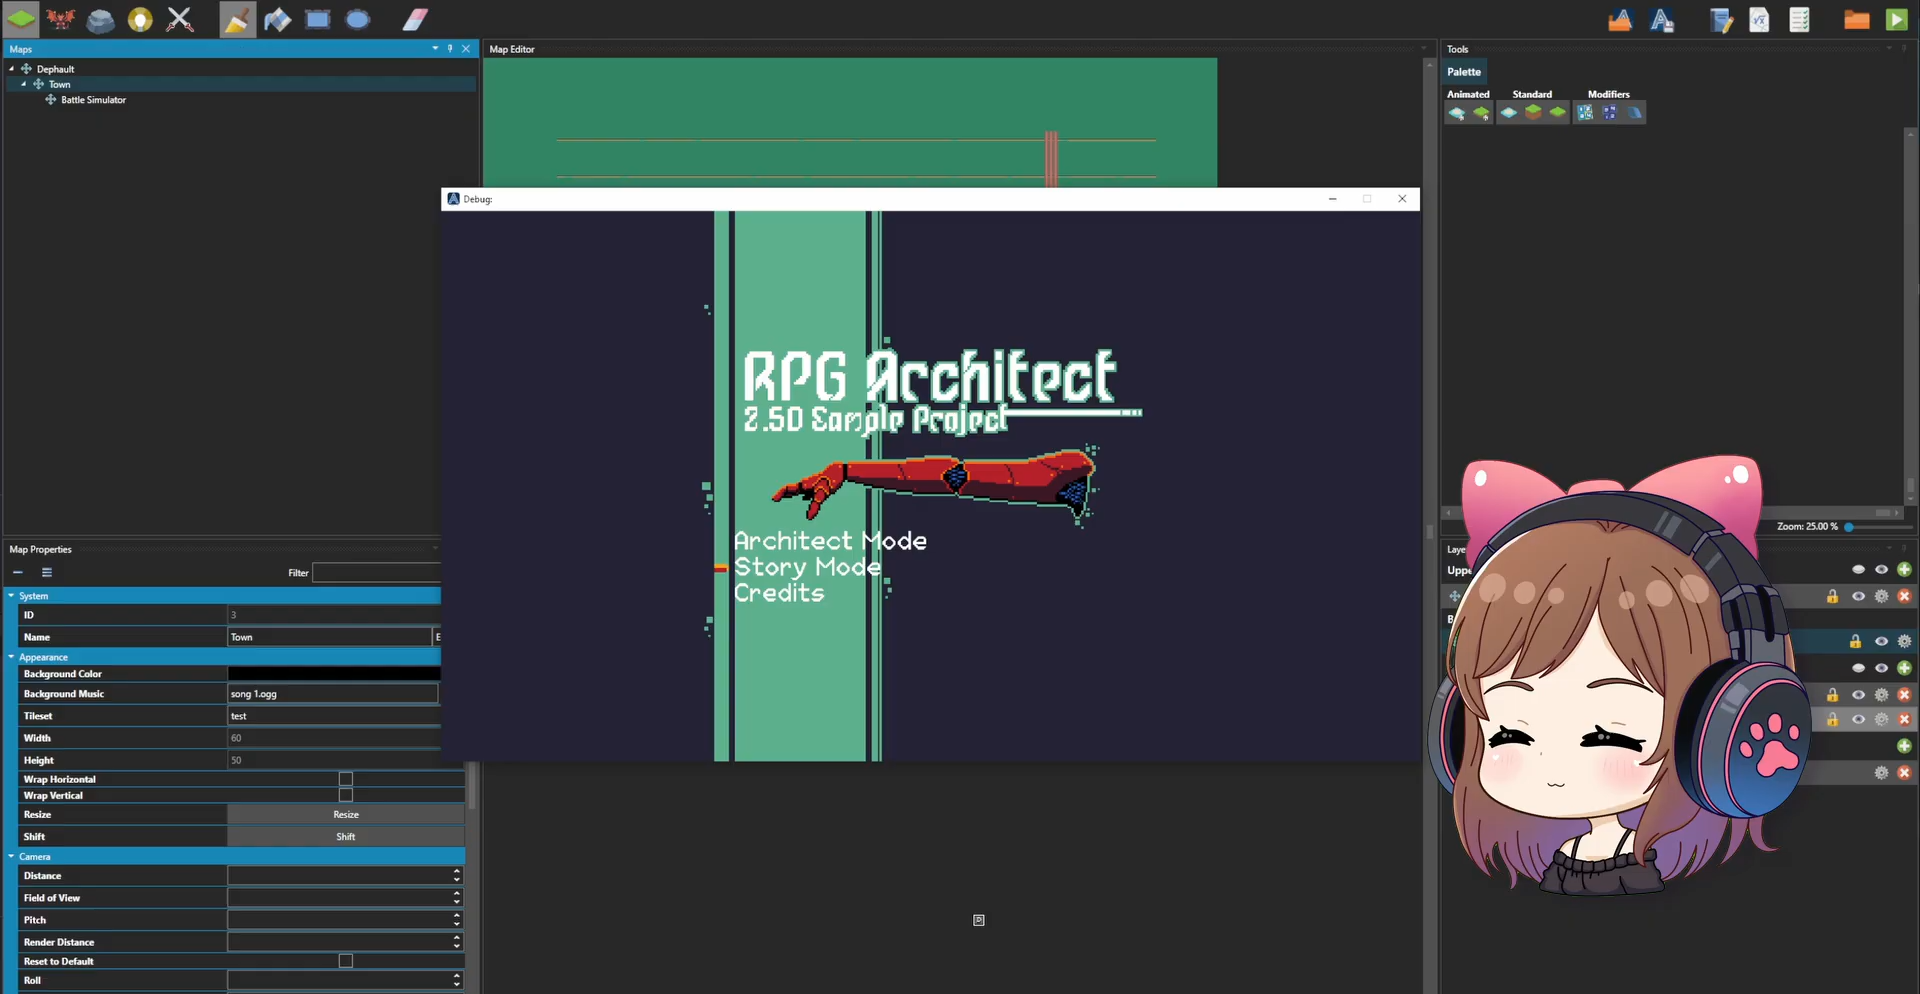 Maps
Map Editor
Tools
Dephault
Town
Battle Simulator
Palette
Animated
Standard
Modifiers
Debug:
RPG Architect
2.5D Sample Project
Architect Mode
Story Mode
Credits
Zoom: 25.00 %
Map Properties
Filter
System
ID
3
Name
Town
E
Appearance
Background Color
Background Music
song 1.ogg
Tileset
test
Width
60
Height
50
Wrap Horizontal
Wrap Vertical
Resize
Resize
Shift
Shift
Camera
Distance
Field of View
Pitch
Render Distance
Reset to Default
Roll
Laye
Uppe
B